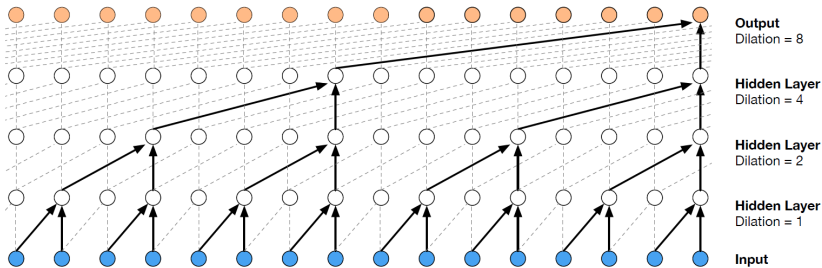 Output
Dilation = 8
Hidden Layer
Dilation = 4
Hidden Layer
Dilation = 2
Hidden Layer
Dilation = 1
Input